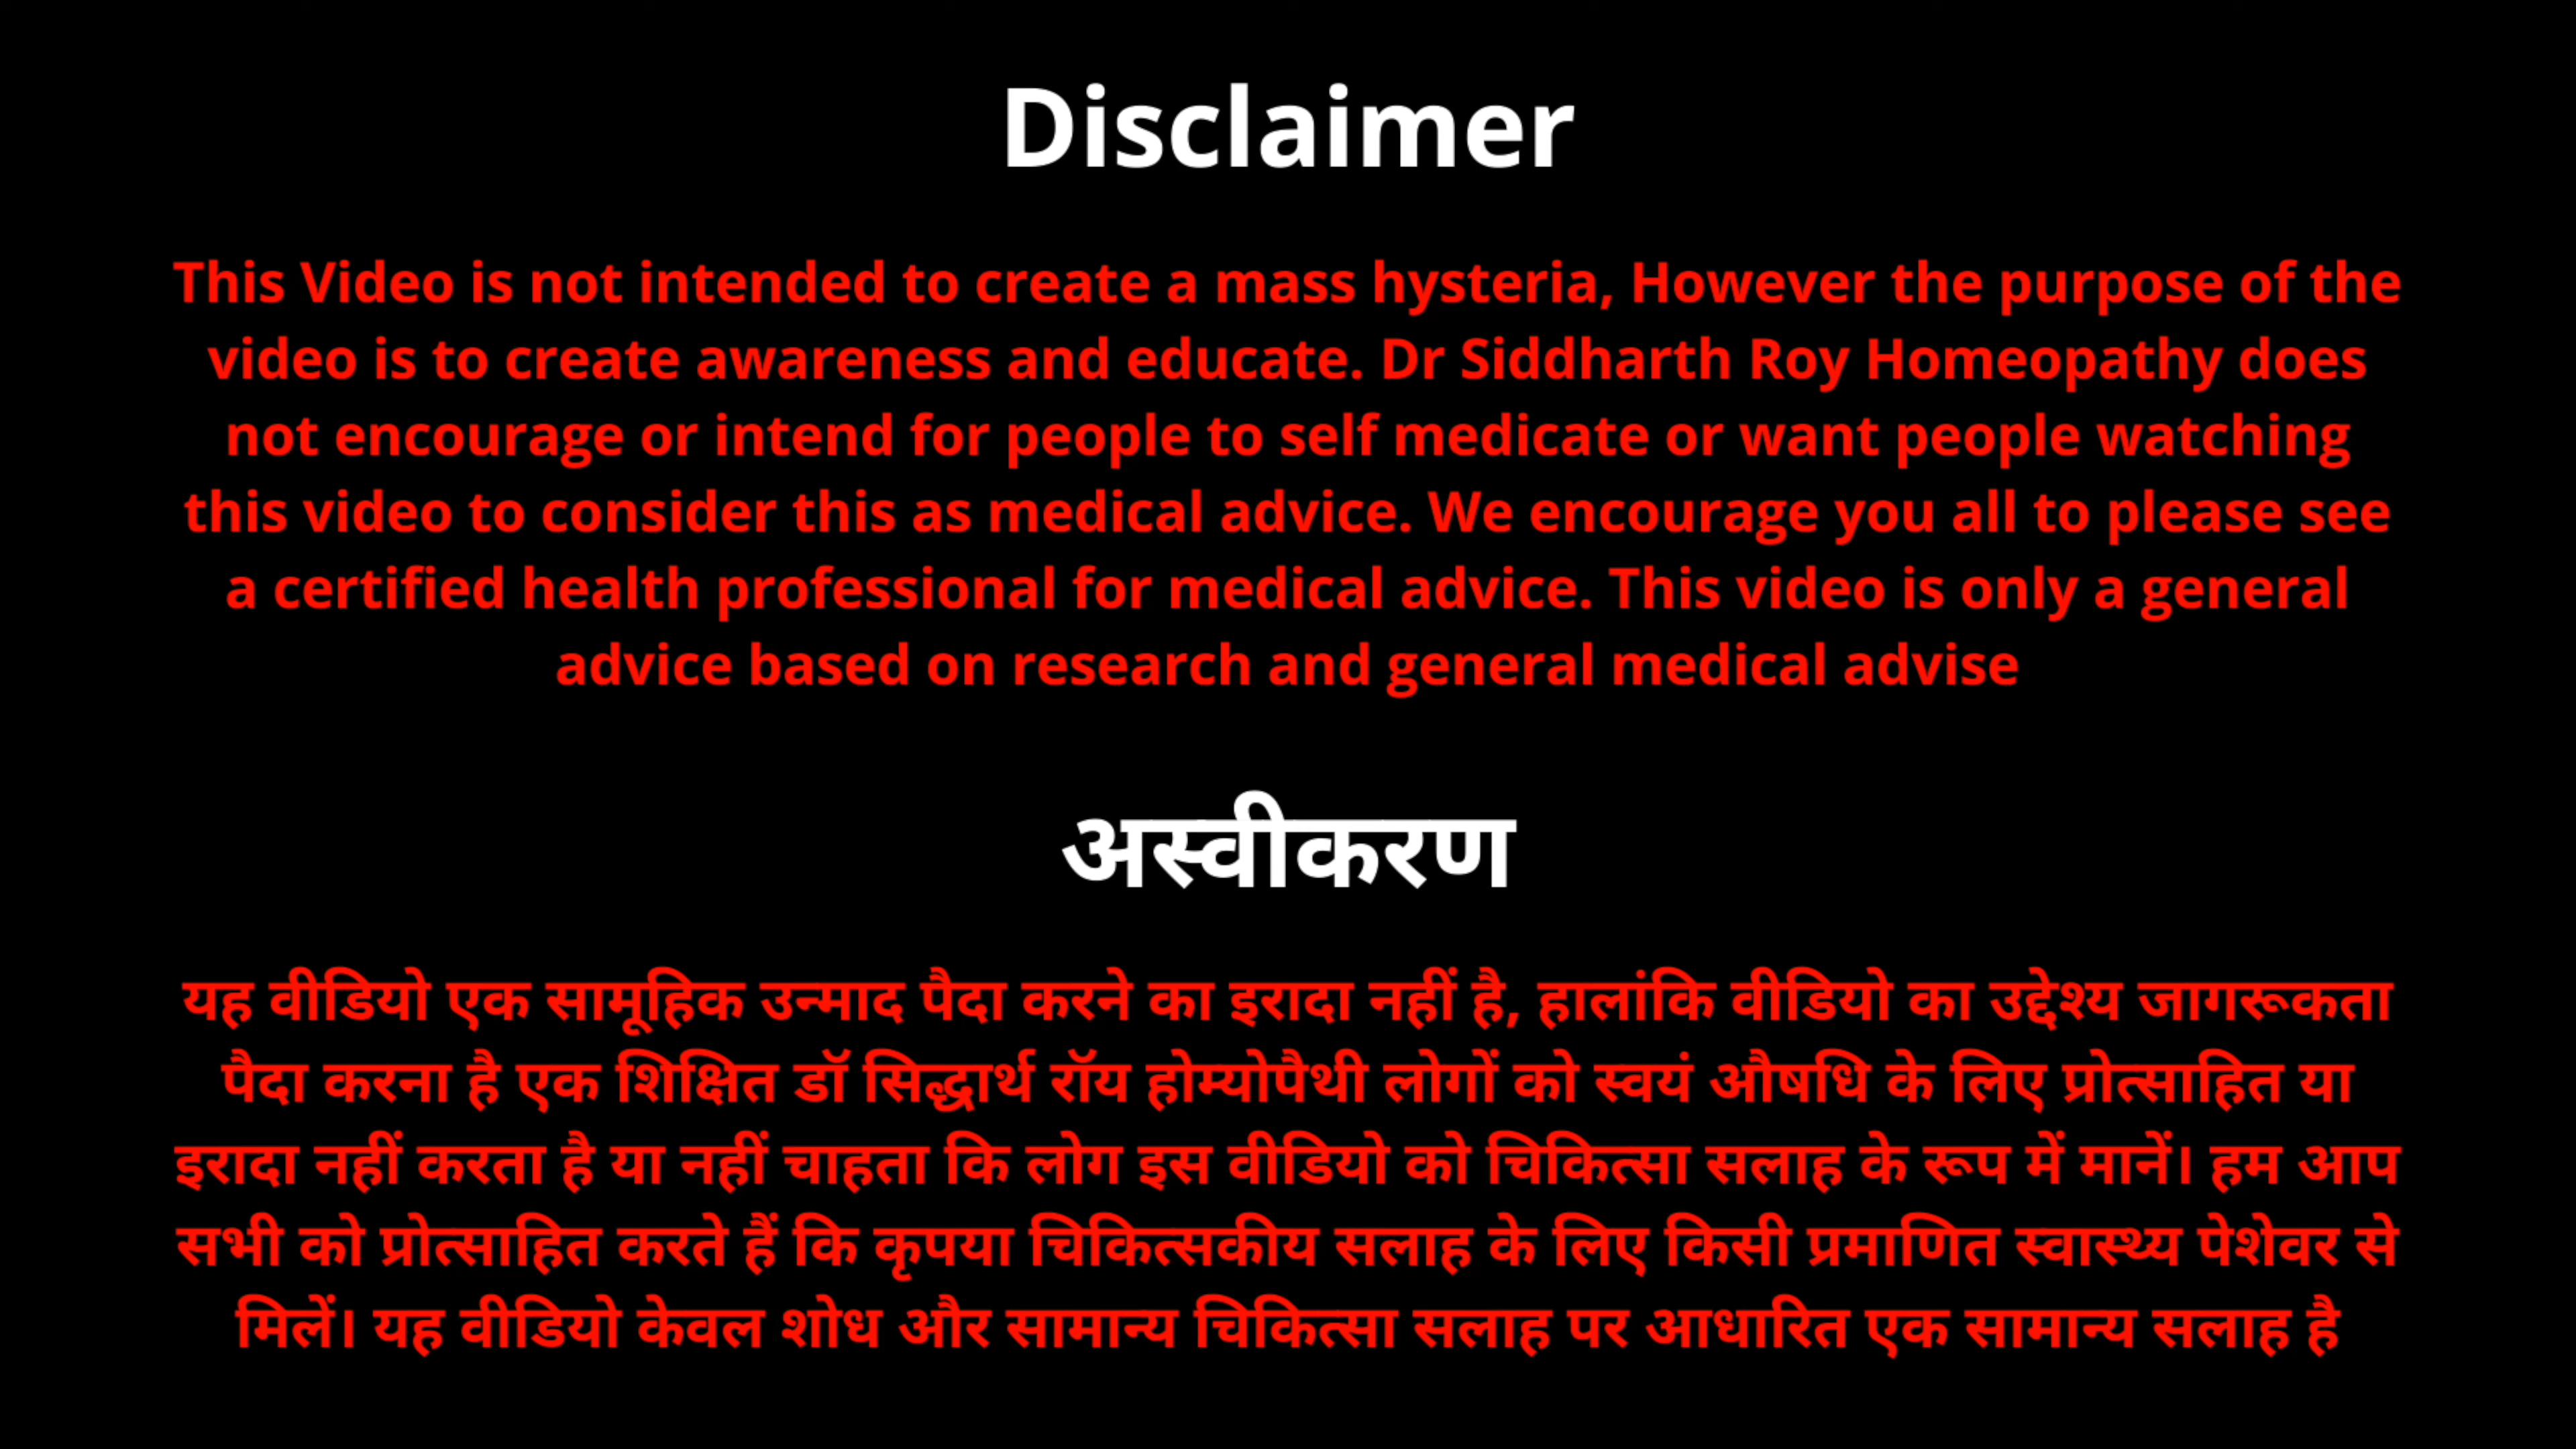 Disclaimer
This Video is not intended to create a mass hysteria, However the purpose of the
video is to create awareness and educate. Dr Siddharth Roy Homeopathy does
not encourage or intend for people to self medicate or want people watching
this video to consider this as medical advice. We encourage you all to please see
a certified health professional for medical advice. This video is only a general
advice based on research and general medical advise
अस्वीकरण
यह वीडियो एक सामूहिक उन्माद पैदा करने का इरादा नहीं है, हालांकि वीडियो का उद्देश्य जागरूकता
पैदा करना है एक शिक्षित डॉ सिद्धार्थ रॉय होम्योपैथी लोगों को स्वयं औषधि के लिए प्रोत्साहित या
इरादा नहीं करता है या नहीं चाहता कि लोग इस वीडियो को चिकित्सा सलाह के रूप में मानें। हम आप
सभी को प्रोत्साहित करते हैं कि कृपया चिकित्सकीय सलाह के लिए किसी प्रमाणित स्वास्थ्य पेशेवर से
मिलें। यह वीडियो केवल शोध और सामान्य चिकित्सा सलाह पर आधारित एक सामान्य सलाह है